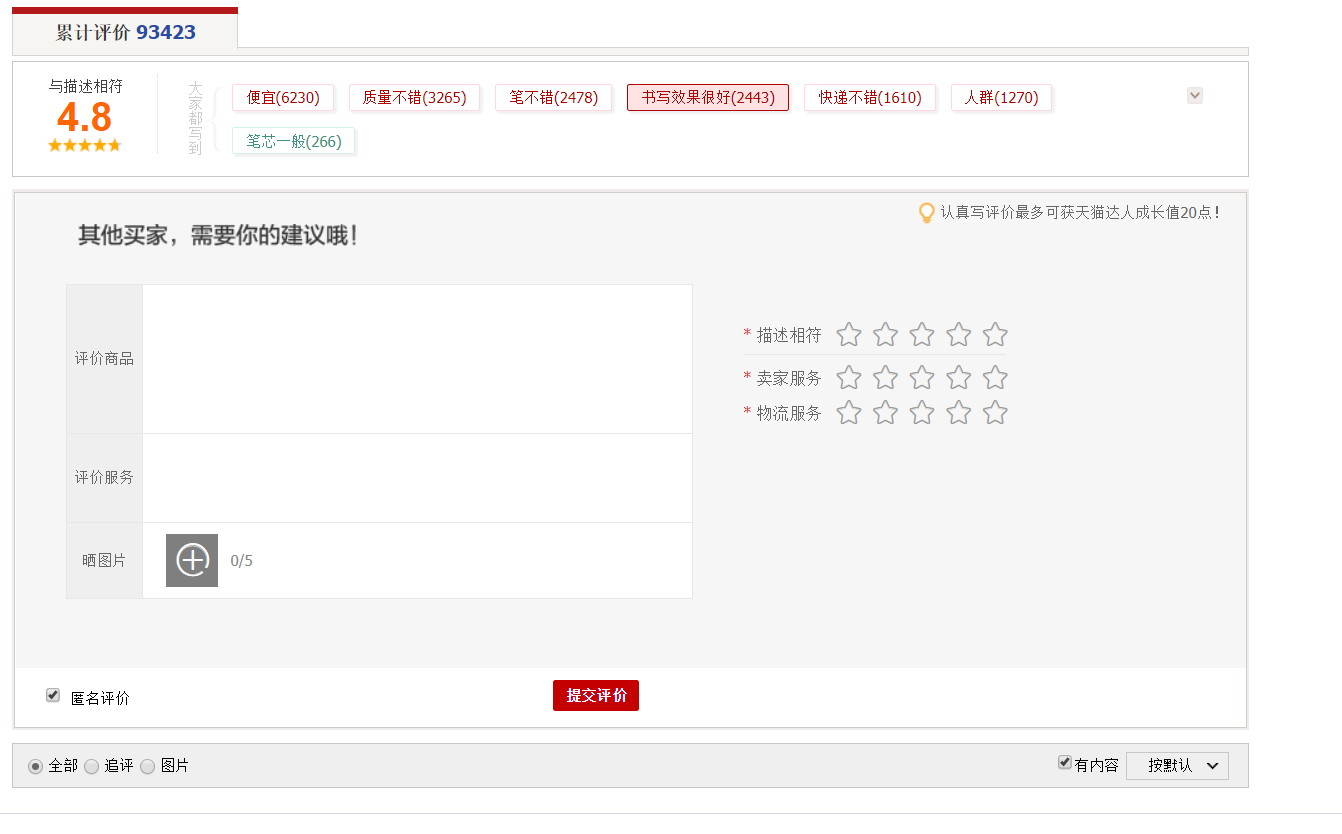 累计评价 93423
与描述相符
4.8
大家都写到
便宜(6230) 质量不错(3265) 笔不错(2478) 书写效果很好(2443) 快递不错(1610) 人群(1270)
笔芯一般(266)
认真写评价最多可获天猫达人成长值20点！
其他买家，需要你的建议哦！
评价商品
* 描述相符
* 卖家服务
* 物流服务
评价服务
晒图片 0/5
匿名评价 提交评价
全部 追评 图片 有内容 按默认